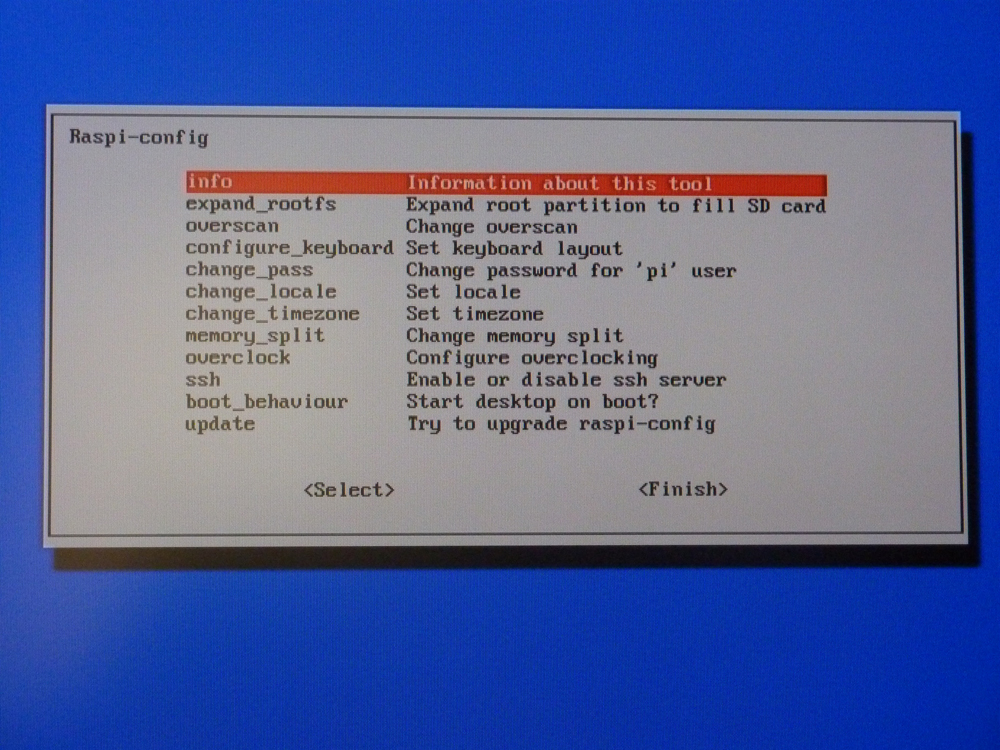 Raspi-config
info Information about this tool
expand_rootfs Expand root partition to fill SD card
overscan Change overscan
configure_keyboard Set keyboard layout
change_pass Change password for 'pi' user
change_locale Set locale
change_timezone Set timezone
memory_split Change memory split
overclock Configure overclocking
ssh Enable or disable ssh server
boot_behaviour Start desktop on boot?
update Try to upgrade raspi-config
<Select> <Finish>